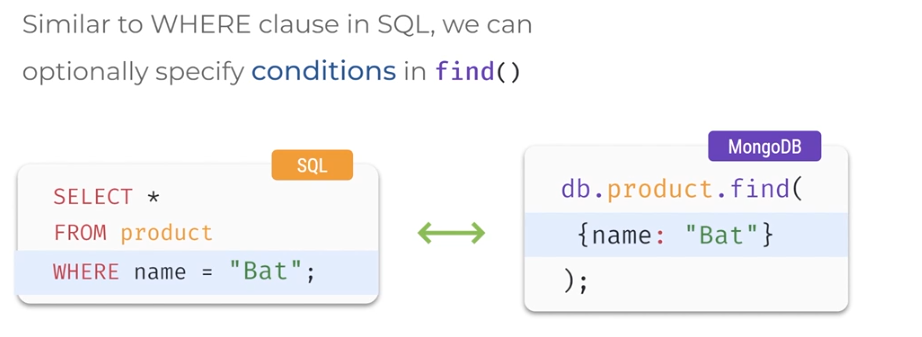 Similar to WHERE clause in SQL, we can
optionally specify conditions in find()
SQL
SELECT *
FROM product
WHERE name = "Bat";
MongoDB
db.product.find(
{name: "Bat"}
);